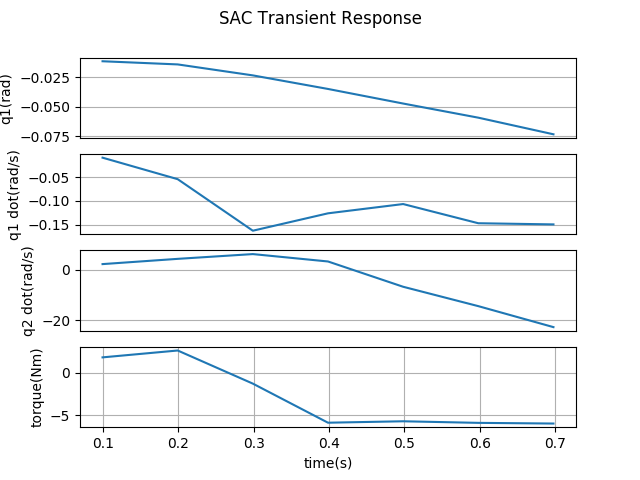 SAC Transient Response
q1(rad)
−0.025
−0.050
−0.075
q1 dot(rad/s)
−0.05
−0.10
−0.15
q2 dot(rad/s)
0
−20
torque(Nm)
0
−5
0.1 0.2 0.3 0.4 0.5 0.6 0.7
time(s)